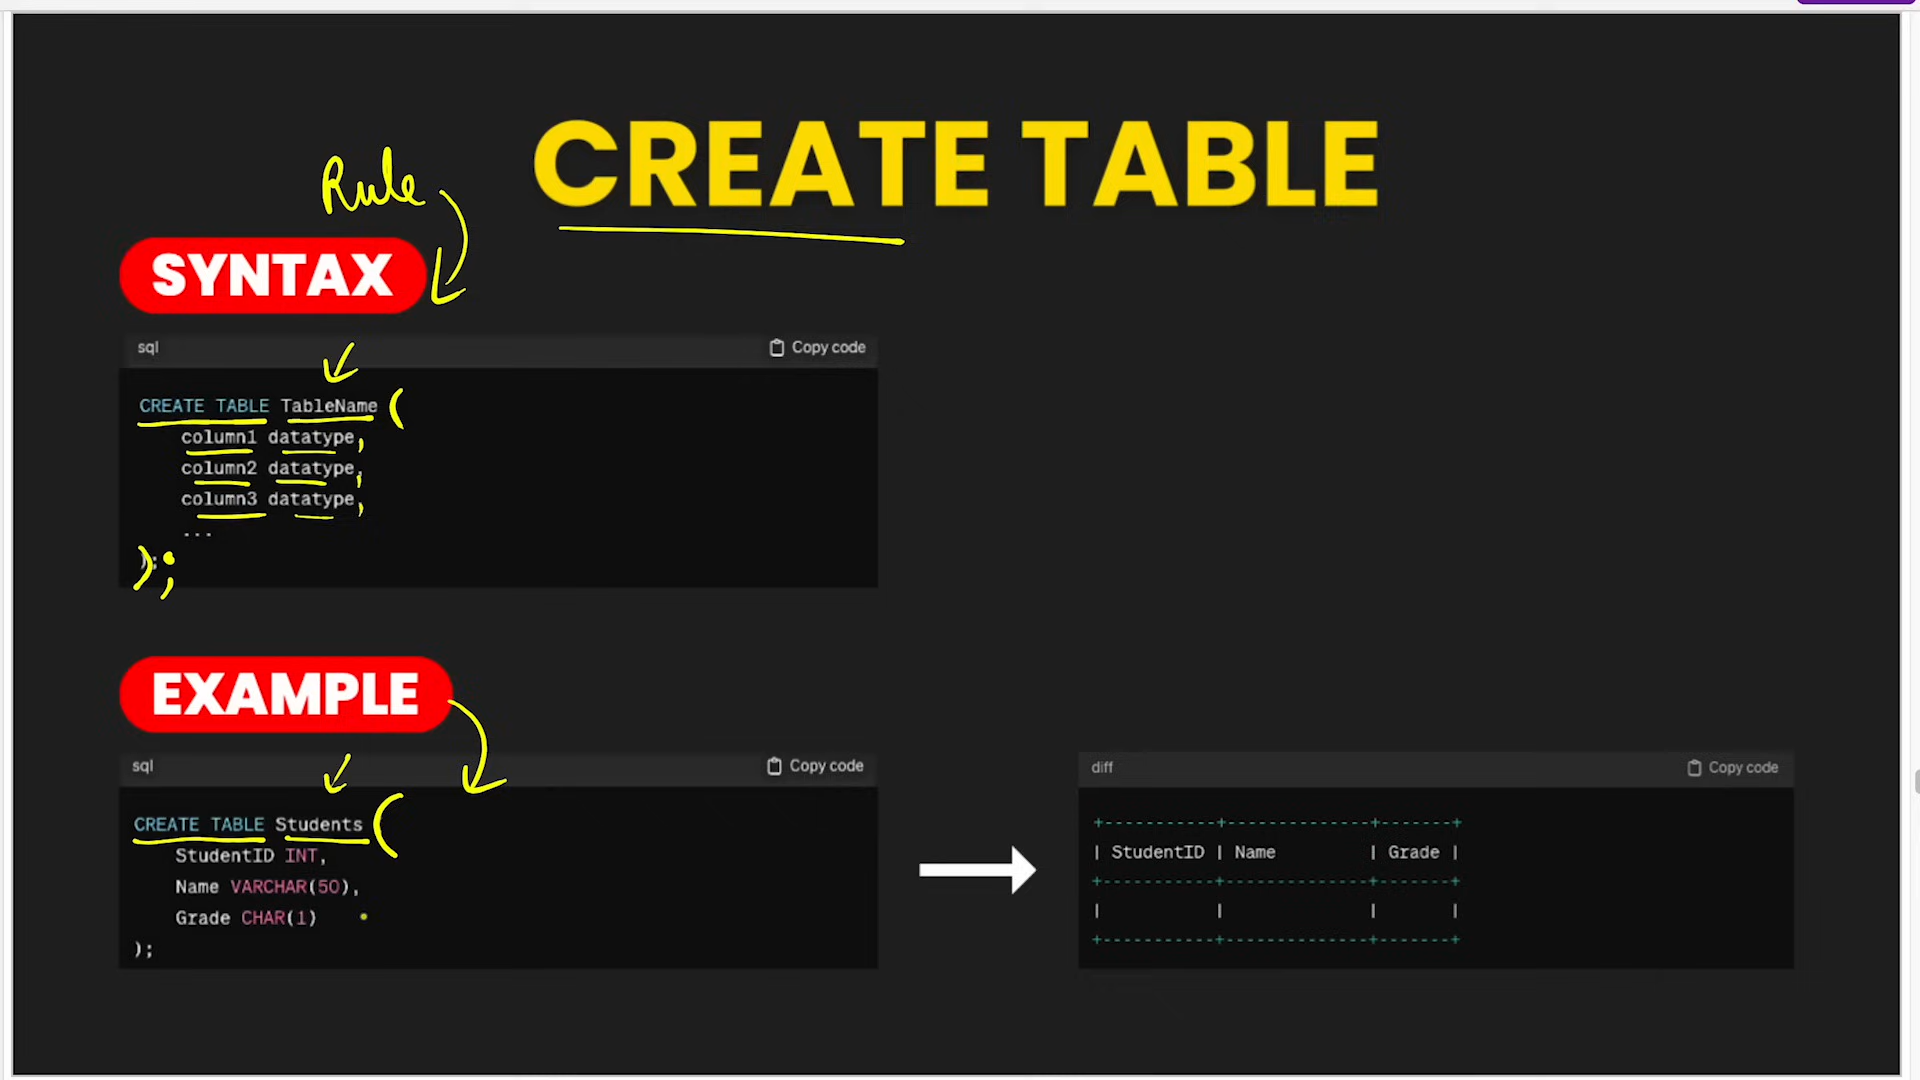 CREATE TABLE
Rule
SYNTAX
sql
Copy code
CREATE TABLE TableName (
column1 datatype,
column2 datatype,
column3 datatype,
...
);
EXAMPLE
sql
Copy code
CREATE TABLE Students (
StudentID INT,
Name VARCHAR(50),
Grade CHAR(1)
);
diff
Copy code
+-----------+--------------+-------+
| StudentID | Name | Grade |
+-----------+--------------+-------+
| | | |
+-----------+--------------+-------+